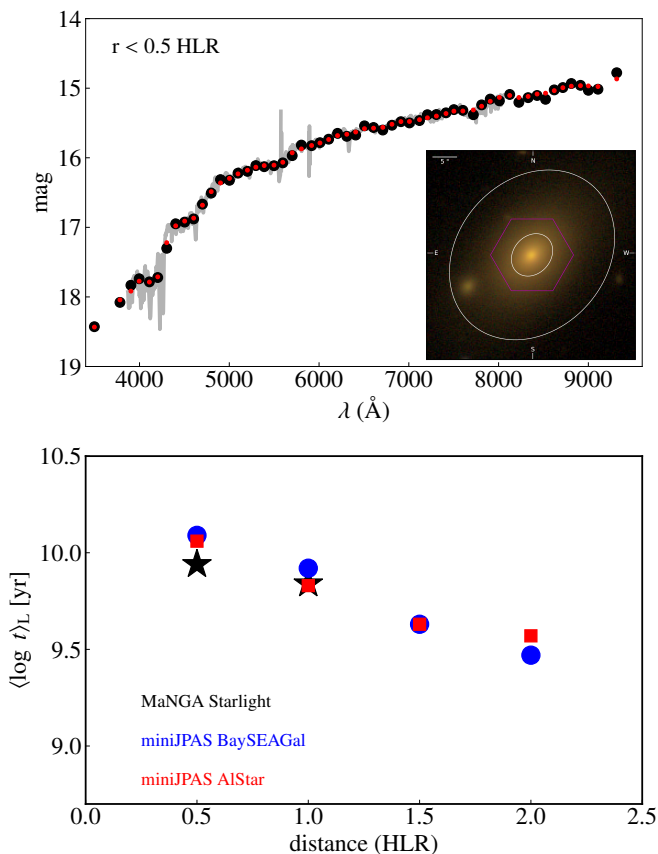 14
15
16
17
18
19
mag
r < 0.5 HLR
5 "
N
E
W
S
4000 5000 6000 7000 8000 9000
λ (Å)
10.5
10.0
9.5
9.0
⟨log t⟩L [yr]
MaNGA Starlight
miniJPAS BaySEAGal
miniJPAS AlStar
0.0 0.5 1.0 1.5 2.0 2.5
distance (HLR)